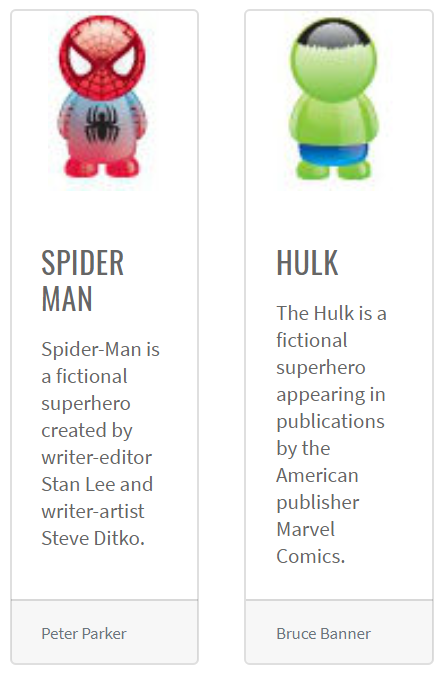 SPIDER
MAN
Spider-Man is
a fictional
superhero
created by
writer-editor
Stan Lee and
writer-artist
Steve Ditko.
Peter Parker
HULK
The Hulk is a
fictional
superhero
appearing in
publications
by the
American
publisher
Marvel
Comics.
Bruce Banner